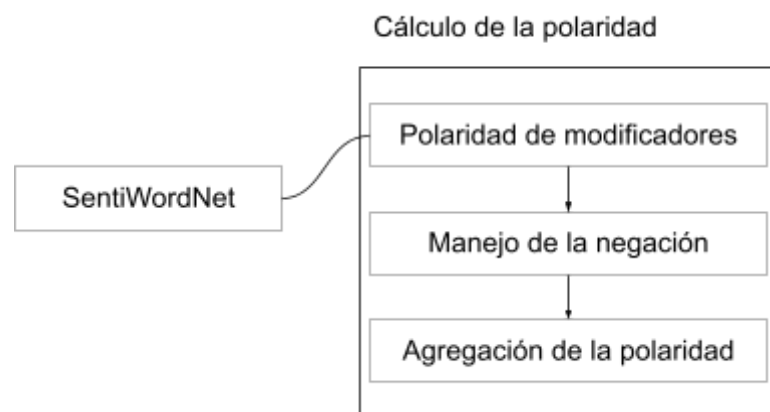 Cálculo de la polaridad
Polaridad de modificadores
SentiWordNet
Manejo de la negación
Agregación de la polaridad